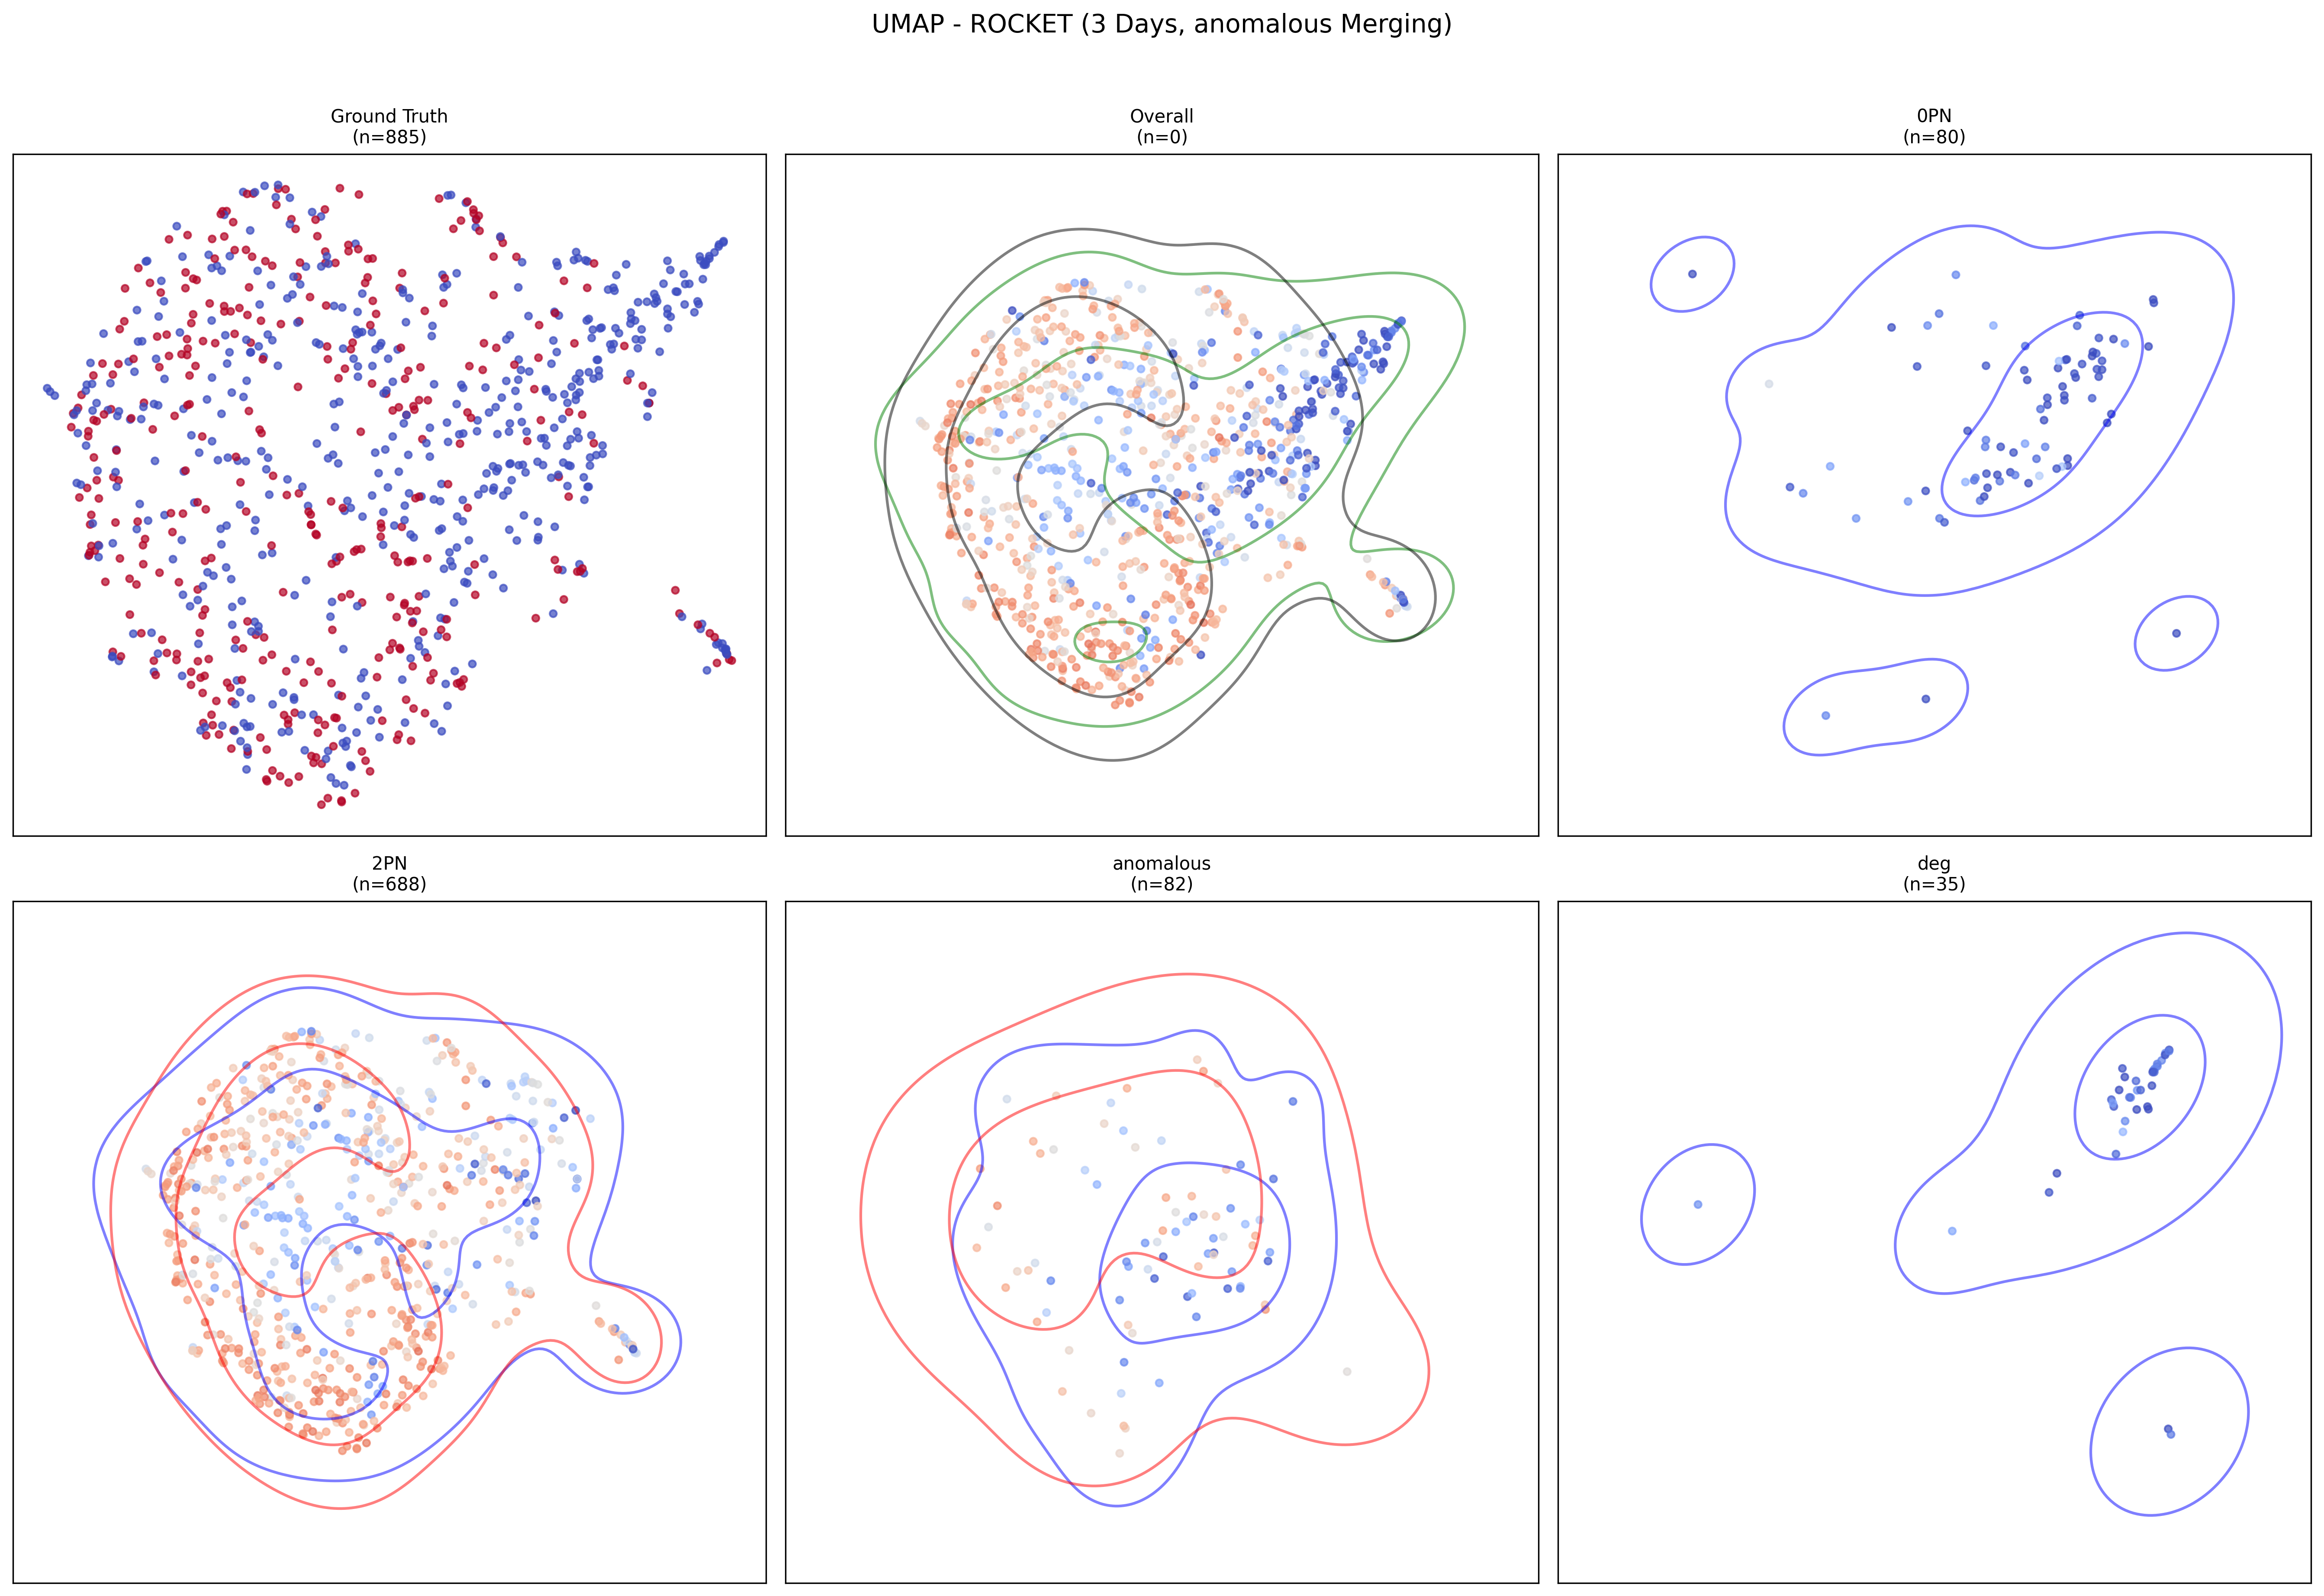 UMAP - ROCKET (3 Days, anomalous Merging)
Ground Truth
(n=885)
Overall
(n=0)
0PN
(n=80)
2PN
(n=688)
anomalous
(n=82)
deg
(n=35)